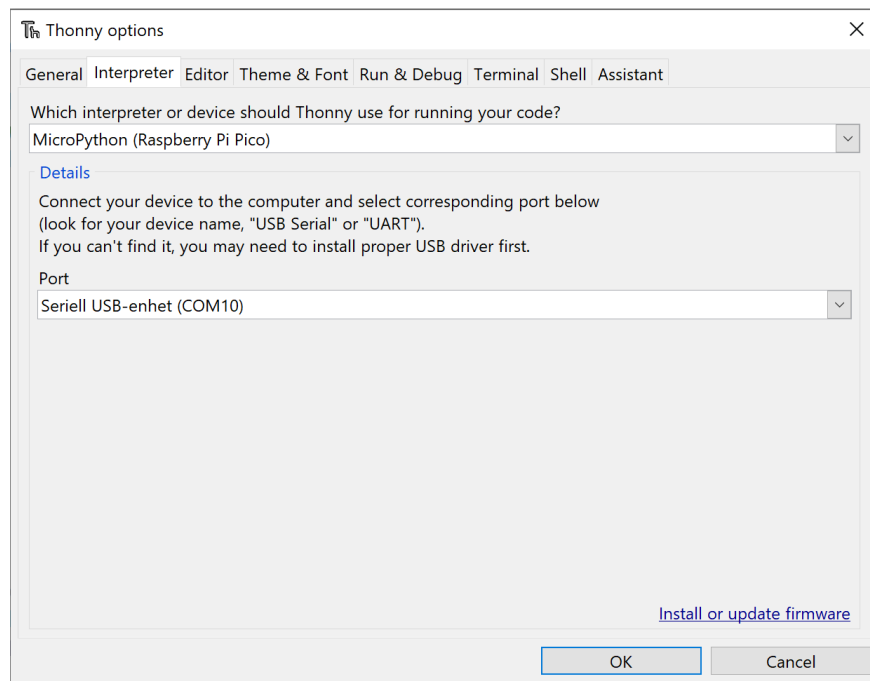 Th Thonny options
General Interpreter Editor Theme & Font Run & Debug Terminal Shell Assistant
Which interpreter or device should Thonny use for running your code?
MicroPython (Raspberry Pi Pico)
Details
Connect your device to the computer and select corresponding port below
(look for your device name, "USB Serial" or "UART").
If you can't find it, you may need to install proper USB driver first.
Port
Seriell USB-enhet (COM10)
Install or update firmware
OK Cancel